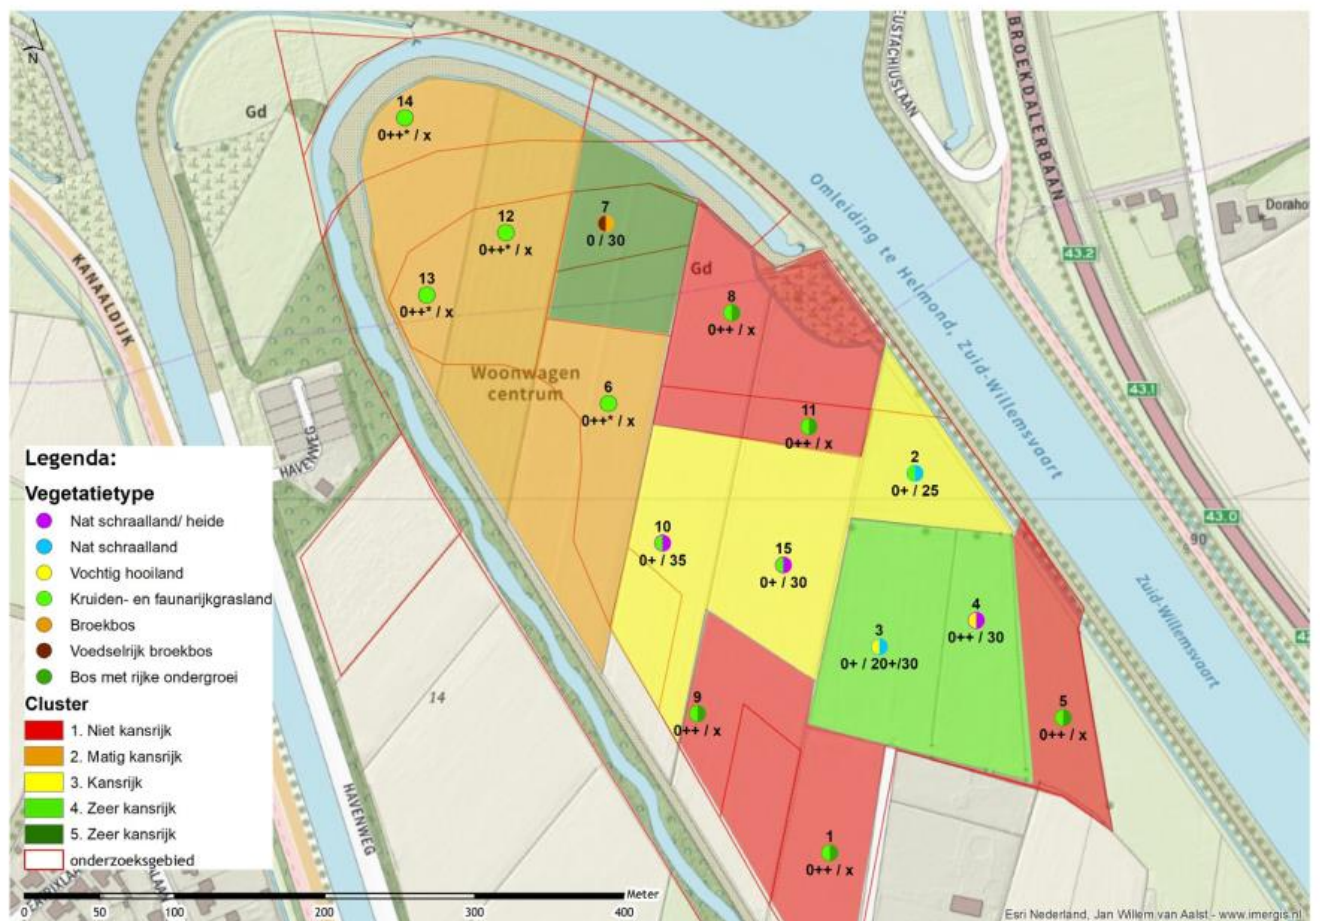 N
Gd
14
0++* / x
12
0++* / x
13
0++* / x
7
0 / 30
Gd
8
0++ / x
11
0++ / x
Woonwagen
centrum
6
0++* / x
2
0+ / 25
10
0+ / 35
15
0+ / 30
3
0+ / 20+/30
4
0++ / 30
5
0++ / x
9
0++ / x
1
0++ / x
14
90
KANAALDIJK
HAVENWEG
HAVENWEG
EUSTACHIUSLAAN
BROEKDALERBAAN
Omleiding te Helmond, Zuid-Willemsvaart
Zuid-Willemsvaart
Doraho
43.2
43.1
43.0
42
Legenda:
Vegetatietype
Nat schraalland/ heide
Nat schraalland
Vochtig hooiland
Kruiden- en faunarijkgrasland
Broekbos
Voedselrijk broekbos
Bos met rijke ondergroei
Cluster
1. Niet kansrijk
2. Matig kansrijk
3. Kansrijk
4. Zeer kansrijk
5. Zeer kansrijk
onderzoeksgebied
Meter
0 50 100 200 300 400
Esri Nederland, Jan Willem van Aalst - www.imergis.nl